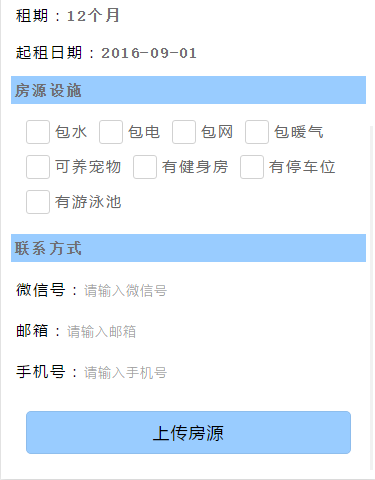 租期：12个月
起租日期：2016-09-01
房源设施
包水 包电 包网 包暖气
可养宠物 有健身房 有停车位
有游泳池
联系方式
微信号：请输入微信号
邮箱：请输入邮箱
手机号：请输入手机号
上传房源